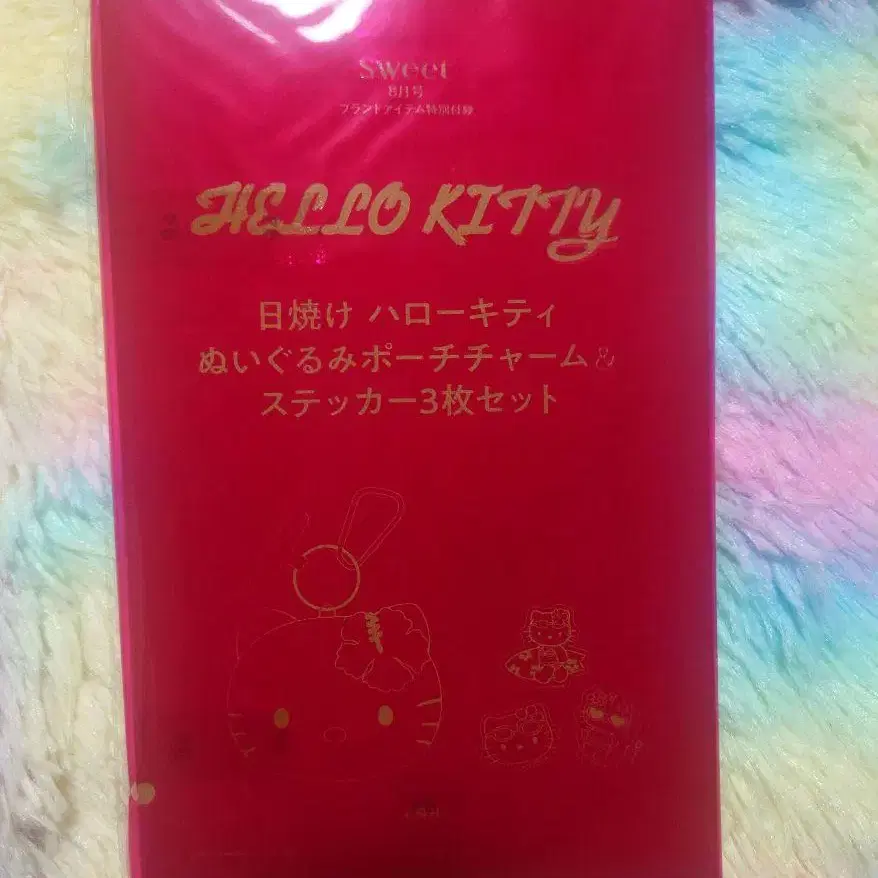 sweet
8月号
ブランドアイテム特別付録
HELLO KITTY
日焼け ハローキティ
ぬいぐるみポーチチャーム&
ステッカー3枚セット